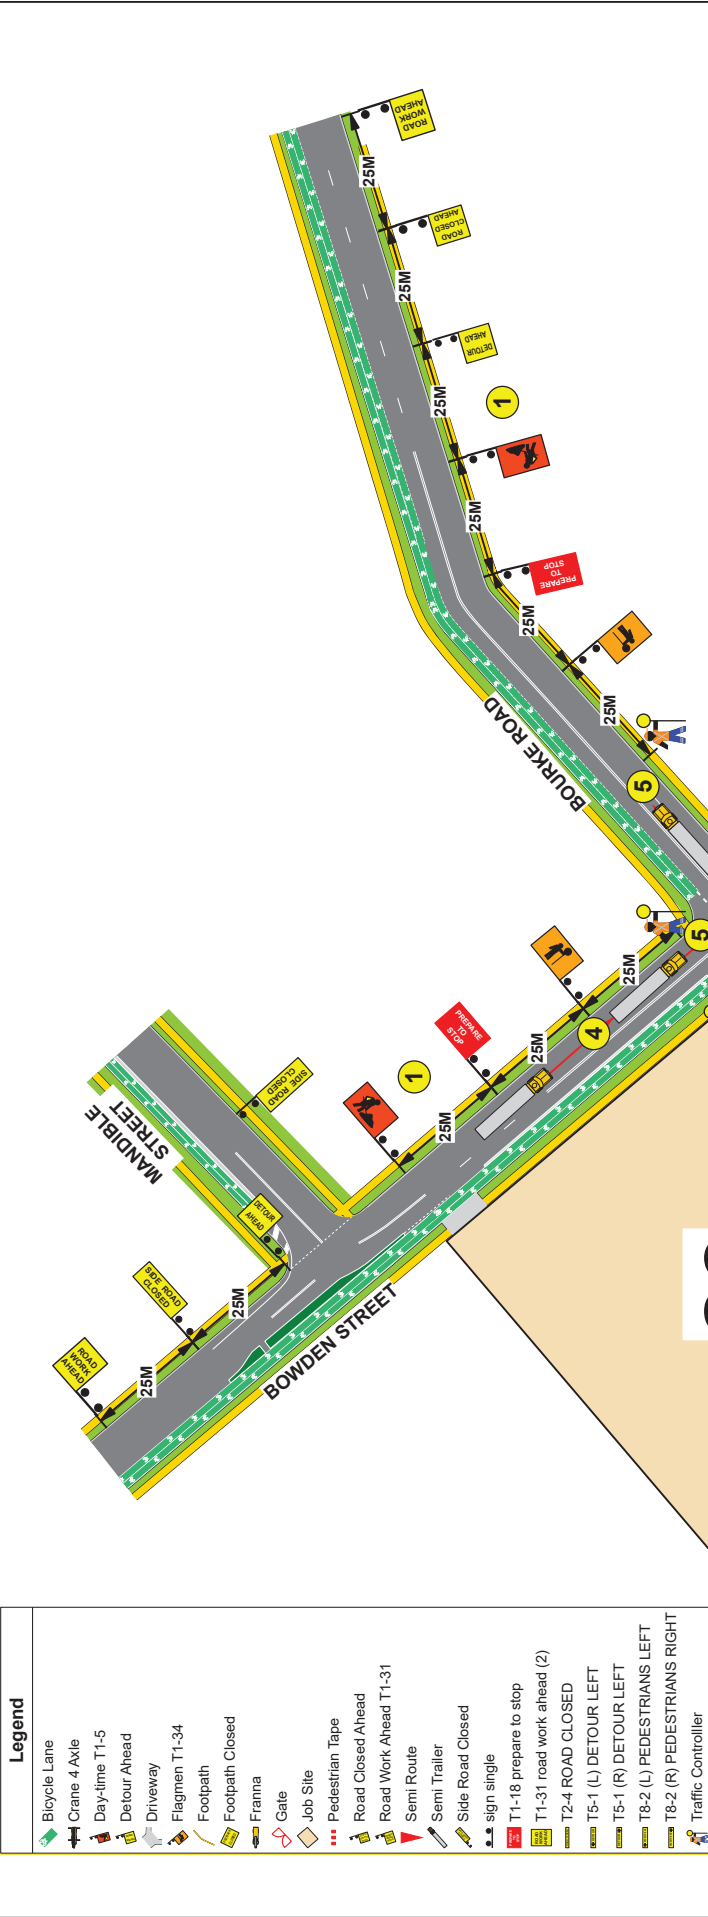 ROAD
WORK
AHEAD
25M
ROAD
CLOSED
AHEAD
25M
DETOUR
AHEAD
25M
1
25M
PREPARE
TO
STOP
25M
25M
BOURKE ROAD
5
5
25M
4
PREPARE
TO
STOP
25M
1
25M
SIDE ROAD
CLOSED
MANDIBLE
STREET
DETOUR
AHEAD
SIDE ROAD
CLOSED
25M
ROAD
WORK
AHEAD
25M
BOWDEN STREET
Legend
Bicycle Lane
Crane 4 Axle
Day-time T1-5
Detour Ahead
Driveway
Flagmen T1-34
Footpath
Footpath Closed
Franna
Gate
Job Site
Pedestrian Tape
Road Closed Ahead
Road Work Ahead T1-31
Semi Route
Semi Trailer
Side Road Closed
sign single
T1-18 prepare to stop
T1-31 road work ahead (2)
T2-4 ROAD CLOSED
T5-1 (L) DETOUR LEFT
T5-1 (R) DETOUR LEFT
T8-2 (L) PEDESTRIANS LEFT
T8-2 (R) PEDESTRIANS RIGHT
Traffic Controlller